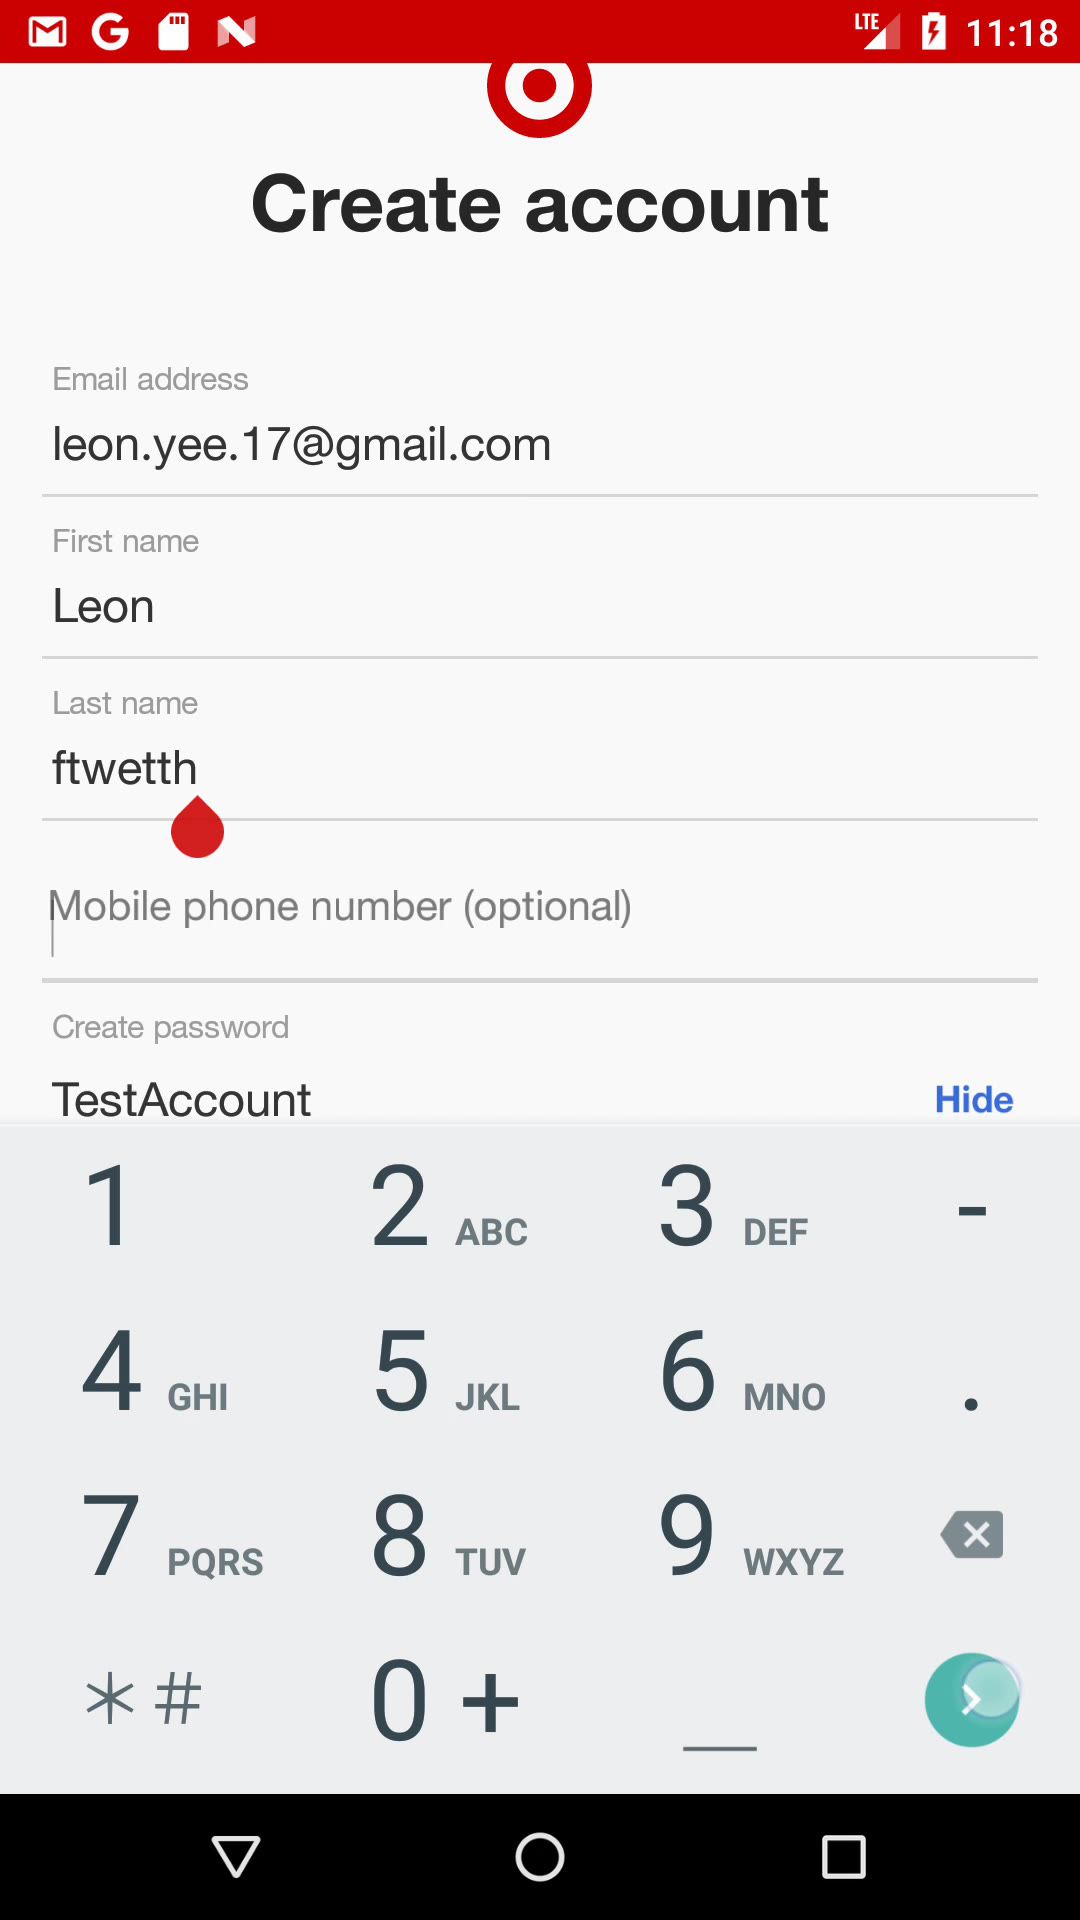 LTE 11:18
Create account
Email address
leon.yee.17@gmail.com
First name
Leon
Last name
ftwetth
Mobile phone number (optional)
Create password
TestAccount Hide
1 2 ABC 3 DEF -
4 GHI 5 JKL 6 MNO .
7 PQRS 8 TUV 9 WXYZ
* # 0 + _